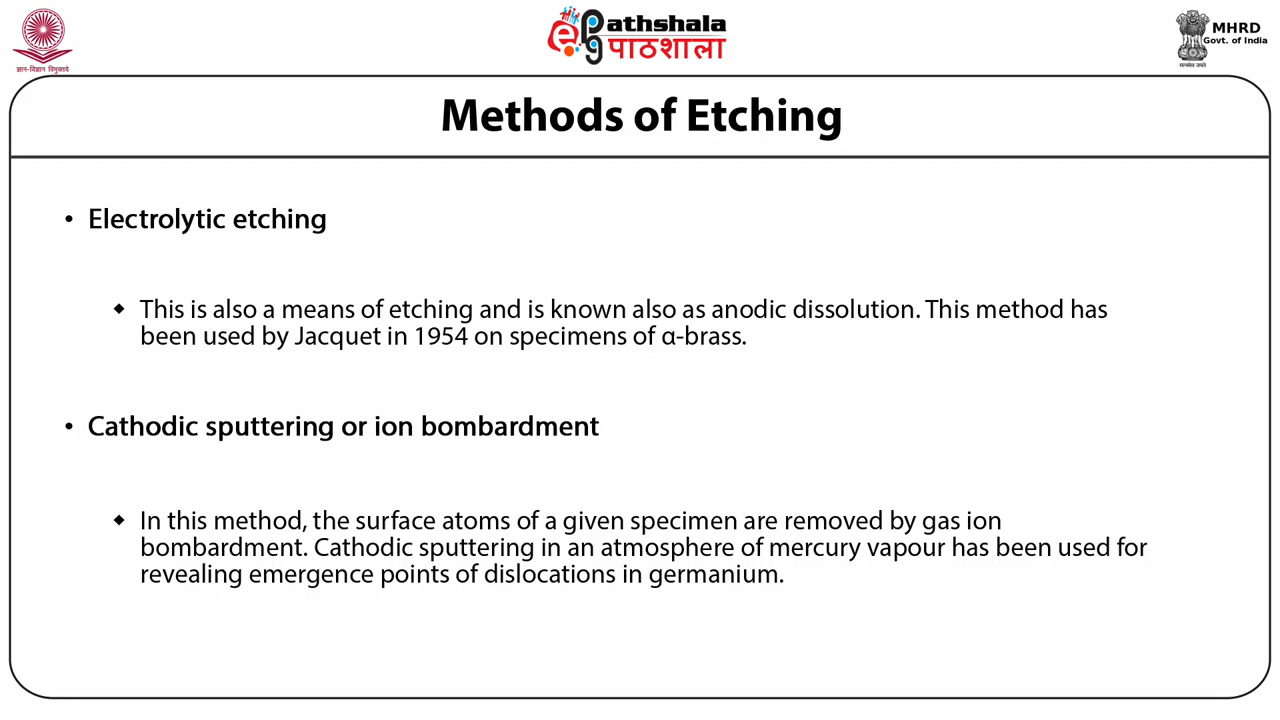 ज्ञान-विज्ञान विमुक्तये
ePathshala
पाठशाला
MHRD
Govt. of India
सत्यमेव जयते
Methods of Etching
• Electrolytic etching
◆ This is also a means of etching and is known also as anodic dissolution. This method has
been used by Jacquet in 1954 on specimens of α-brass.
• Cathodic sputtering or ion bombardment
◆ In this method, the surface atoms of a given specimen are removed by gas ion
bombardment. Cathodic sputtering in an atmosphere of mercury vapour has been used for
revealing emergence points of dislocations in germanium.